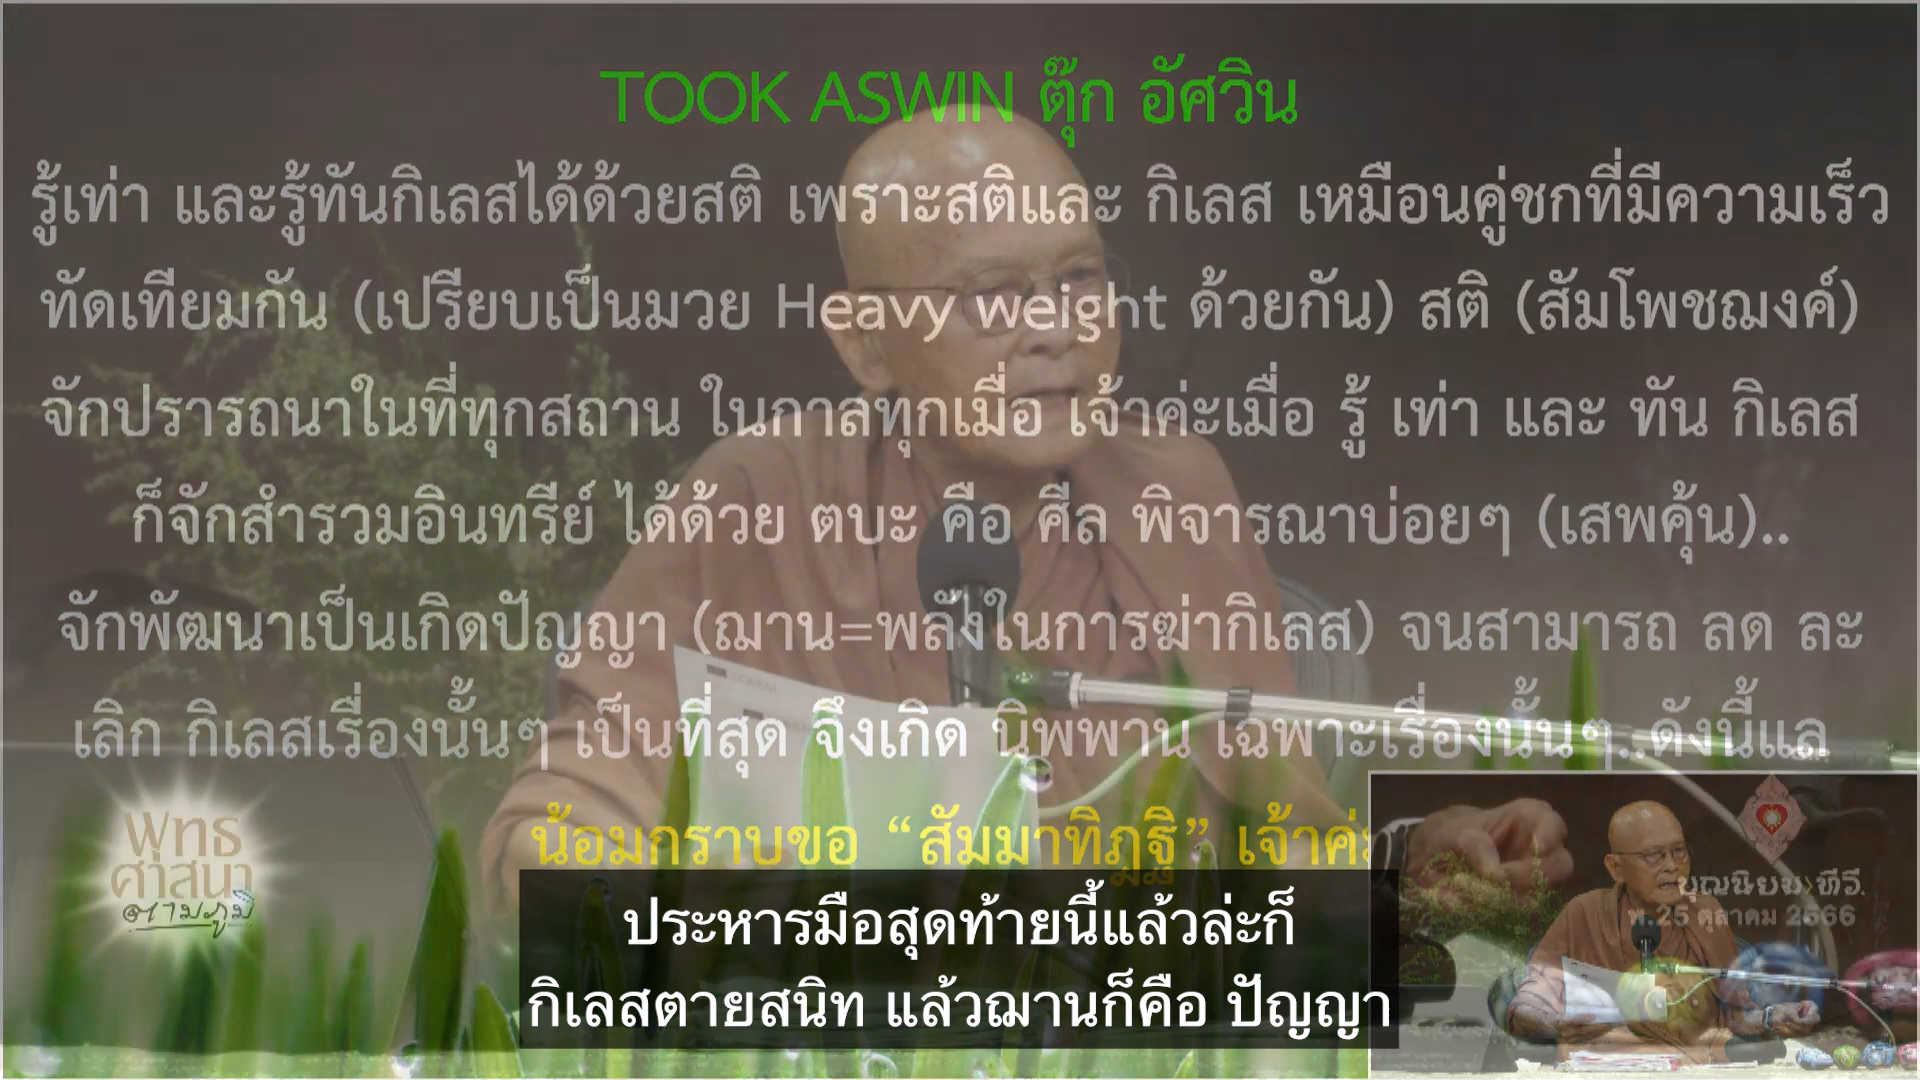 TOOK ASWIN ตุ๊ก อัศวิน
รู้เท่า และรู้ทันกิเลสได้ด้วยสติ เพราะสติและ กิเลส เหมือนคู่ชกที่มีความเร็ว
ทัดเทียมกัน (เปรียบเป็นมวย Heavy weight ด้วยกัน) สติ (สัมโพชฌงค์)
จักปรารถนาในที่ทุกสถาน ในกาลทุกเมื่อ เจ้าค่ะเมื่อ รู้ เท่า และ ทัน กิเลส
ก็จักสำรวมอินทรีย์ ได้ด้วย ตบะ คือ ศีล พิจารณาบ่อยๆ (เสพคุ้น)..
จักพัฒนาเป็นเกิดปัญญา (ฌาน=พลังในการฆ่ากิเลส) จนสามารถ ลด ละ
เลิก กิเลสเรื่องนั้นๆ เป็นที่สุด จึงเกิด นิพพาน เฉพาะเรื่องนั้นๆ..ดังนี้แล
น้อมกราบขอ “สัมมาทิฏฐิ” เจ้าค่ะ
พุทธ
ศาสนา
ตามภูมิ
บุญนิยม ทีวี.
พ.25 ตุลาคม 2566
ประหารมือสุดท้ายนี้แล้วล่ะก็
กิเลสตายสนิท แล้วฌานก็คือ ปัญญา